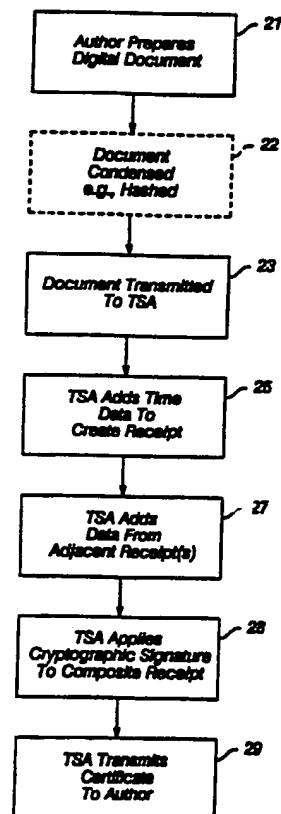 21
Author Prepares
Digital Document
22
Document
Condensed
e.g., Hashed
23
Document Transmitted
To TSA
25
TSA Adds Time
Data To
Create Receipt
27
TSA Adds
Data From
Adjacent Receipt(s)
28
TSA Applies
Cryptographic Signature
To Composite Receipt
29
TSA Transmits
Certificate
To Author